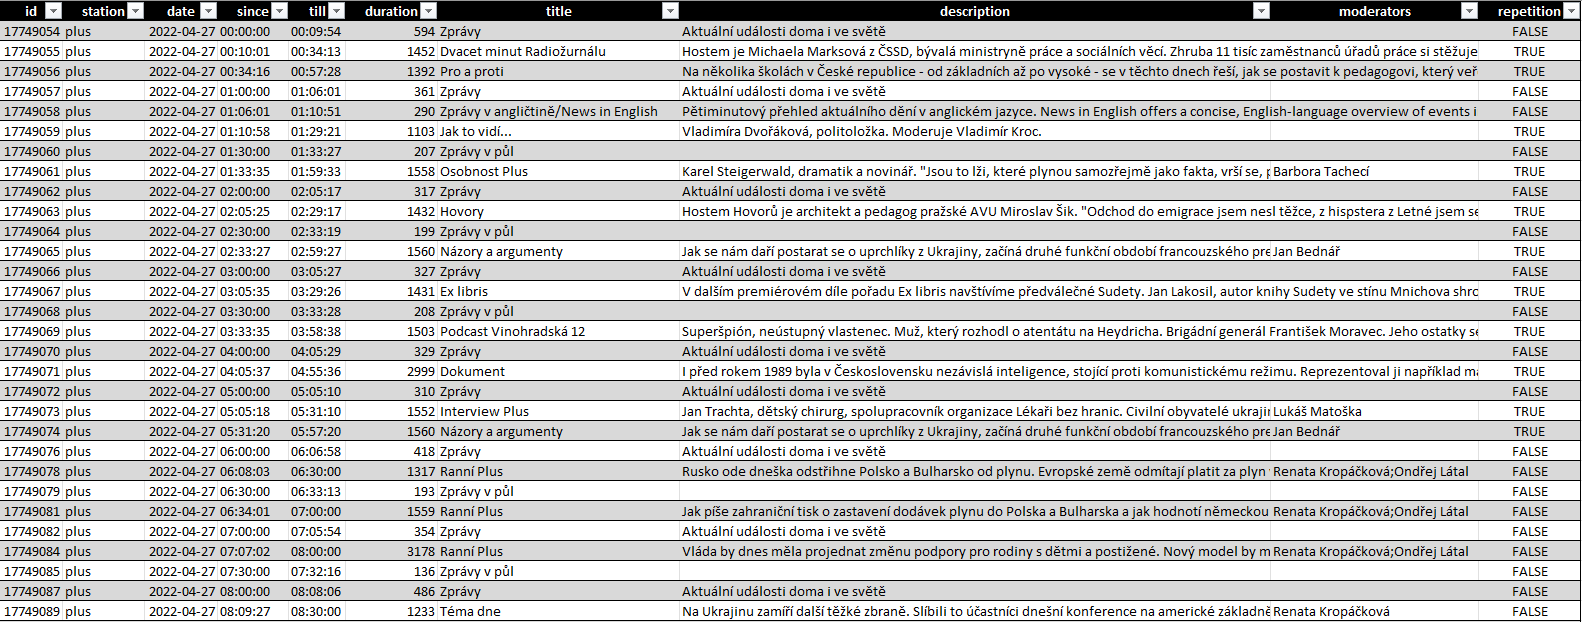 id station date since till duration title description moderators repetition
17749054 plus 2022-04-27 00:00:00 00:09:54 594 Zprávy Aktuální události doma i ve světě FALSE
17749055 plus 2022-04-27 00:10:01 00:34:13 1452 Dvacet minut Radiožurnálu Hostem je Michaela Marksová z ČSSD, bývalá ministryně práce a sociálních věcí. Zhruba 11 tisíc zaměstnanců úřadů práce si stěžuje TRUE
17749056 plus 2022-04-27 00:34:16 00:57:28 1392 Pro a proti Na několika školách v České republice - od základních až po vysoké - se v těchto dnech řeší, jak se postavit k pedagogovi, který veř TRUE
17749057 plus 2022-04-27 01:00:00 01:06:01 361 Zprávy Aktuální události doma i ve světě FALSE
17749058 plus 2022-04-27 01:06:01 01:10:51 290 Zprávy v angličtině/News in English Pětiminutový přehled aktuálního dění v anglickém jazyce. News in English offers a concise, English-language overview of events i FALSE
17749059 plus 2022-04-27 01:10:58 01:29:21 1103 Jak to vidí... Vladimíra Dvořáková, politoložka. Moderuje Vladimír Kroc. TRUE
17749060 plus 2022-04-27 01:30:00 01:33:27 207 Zprávy v půl FALSE
17749061 plus 2022-04-27 01:33:35 01:59:33 1558 Osobnost Plus Karel Steigerwald, dramatik a novinář. "Jsou to lži, které plynou samozřejmě jako fakta, vrší se, p Barbora Tachecí TRUE
17749062 plus 2022-04-27 02:00:00 02:05:17 317 Zprávy Aktuální události doma i ve světě FALSE
17749063 plus 2022-04-27 02:05:25 02:29:17 1432 Hovory Hostem Hovorů je architekt a pedagog pražské AVU Miroslav Šik. "Odchod do emigrace jsem nesl těžce, z hispstera z Letné jsem se TRUE
17749064 plus 2022-04-27 02:30:00 02:33:19 199 Zprávy v půl FALSE
17749065 plus 2022-04-27 02:33:27 02:59:27 1560 Názory a argumenty Jak se nám daří postarat se o uprchlíky z Ukrajiny, začíná druhé funkční období francouzského pre Jan Bednář TRUE
17749066 plus 2022-04-27 03:00:00 03:05:27 327 Zprávy Aktuální události doma i ve světě FALSE
17749067 plus 2022-04-27 03:05:35 03:29:26 1431 Ex libris V dalším premiérovém díle pořadu Ex libris navštívíme předválečné Sudety. Jan Lakosil, autor knihy Sudety ve stínu Mnichova shro TRUE
17749068 plus 2022-04-27 03:30:00 03:33:28 208 Zprávy v půl FALSE
17749069 plus 2022-04-27 03:33:35 03:58:38 1503 Podcast Vinohradská 12 Superšpión, neústupný vlastenec. Muž, který rozhodl o atentátu na Heydricha. Brigádní generál František Moravec. Jeho ostatky se TRUE
17749070 plus 2022-04-27 04:00:00 04:05:29 329 Zprávy Aktuální události doma i ve světě FALSE
17749071 plus 2022-04-27 04:05:37 04:55:36 2999 Dokument I před rokem 1989 byla v Československu nezávislá inteligence, stojící proti komunistickému režimu. Reprezentoval ji například ma TRUE
17749072 plus 2022-04-27 05:00:00 05:05:10 310 Zprávy Aktuální události doma i ve světě FALSE
17749073 plus 2022-04-27 05:05:18 05:31:10 1552 Interview Plus Jan Trachta, dětský chirurg, spolupracovník organizace Lékaři bez hranic. Civilní obyvatelé ukrajin Lukáš Matoška TRUE
17749074 plus 2022-04-27 05:31:20 05:57:20 1560 Názory a argumenty Jak se nám daří postarat se o uprchlíky z Ukrajiny, začíná druhé funkční období francouzského pre Jan Bednář TRUE
17749076 plus 2022-04-27 06:00:00 06:06:58 418 Zprávy Aktuální události doma i ve světě FALSE
17749078 plus 2022-04-27 06:08:03 06:30:00 1317 Ranní Plus Rusko ode dneška odstřihne Polsko a Bulharsko od plynu. Evropské země odmítají platit za plyn Renata Kropáčková;Ondřej Látal FALSE
17749079 plus 2022-04-27 06:30:00 06:33:13 193 Zprávy v půl FALSE
17749081 plus 2022-04-27 06:34:01 07:00:00 1559 Ranní Plus Jak píše zahraniční tisk o zastavení dodávek plynu do Polska a Bulharska a jak hodnotí německou Renata Kropáčková;Ondřej Látal FALSE
17749082 plus 2022-04-27 07:00:00 07:05:54 354 Zprávy Aktuální události doma i ve světě FALSE
17749084 plus 2022-04-27 07:07:02 08:00:00 3178 Ranní Plus Vláda by dnes měla projednat změnu podpory pro rodiny s dětmi a postižené. Nový model by m Renata Kropáčková;Ondřej Látal FALSE
17749085 plus 2022-04-27 07:30:00 07:32:16 136 Zprávy v půl FALSE
17749087 plus 2022-04-27 08:00:00 08:08:06 486 Zprávy Aktuální události doma i ve světě FALSE
17749089 plus 2022-04-27 08:09:27 08:30:00 1233 Téma dne Na Ukrajinu zamíří další těžké zbraně. Slíbili to účastníci dnešní konference na americké základně Renata Kropáčková FALSE